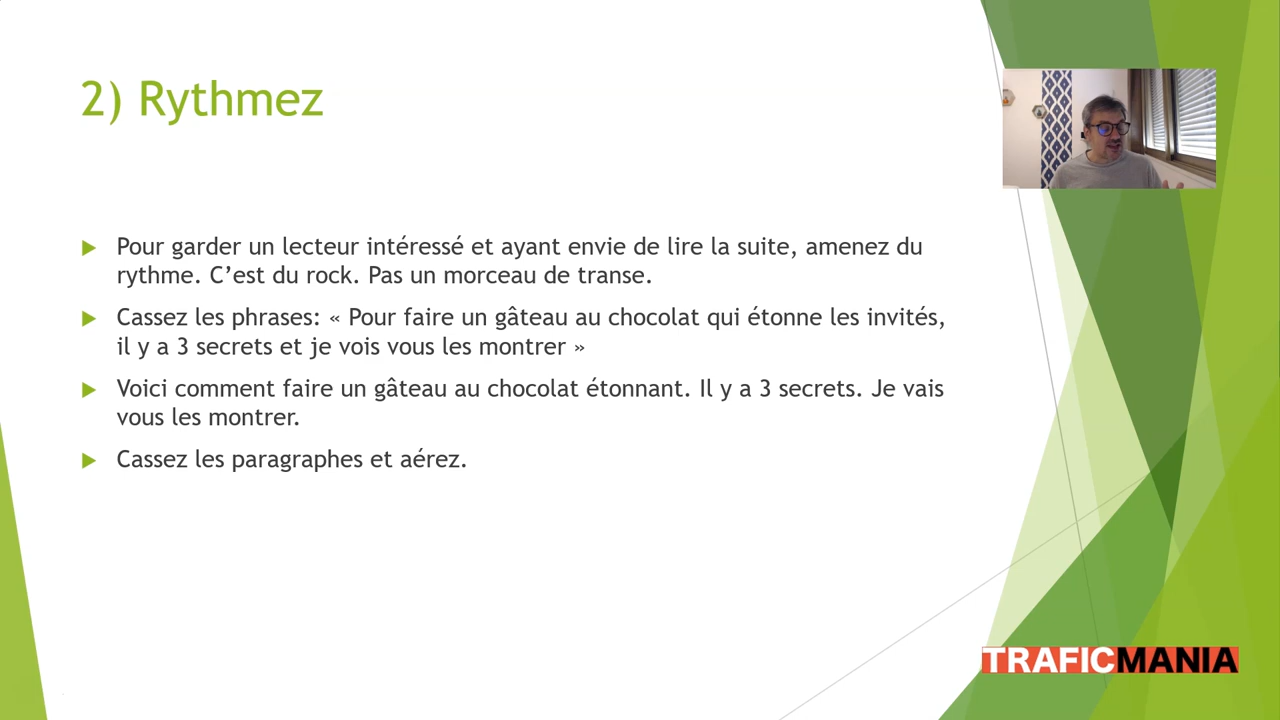 2) Rythmez
Pour garder un lecteur intéressé et ayant envie de lire la suite, amenez du
rythme. C’est du rock. Pas un morceau de transe.
Cassez les phrases: « Pour faire un gâteau au chocolat qui étonne les invités,
il y a 3 secrets et je vois vous les montrer »
Voici comment faire un gâteau au chocolat étonnant. Il y a 3 secrets. Je vais
vous les montrer.
Cassez les paragraphes et aérez.
TRAFICMANIA